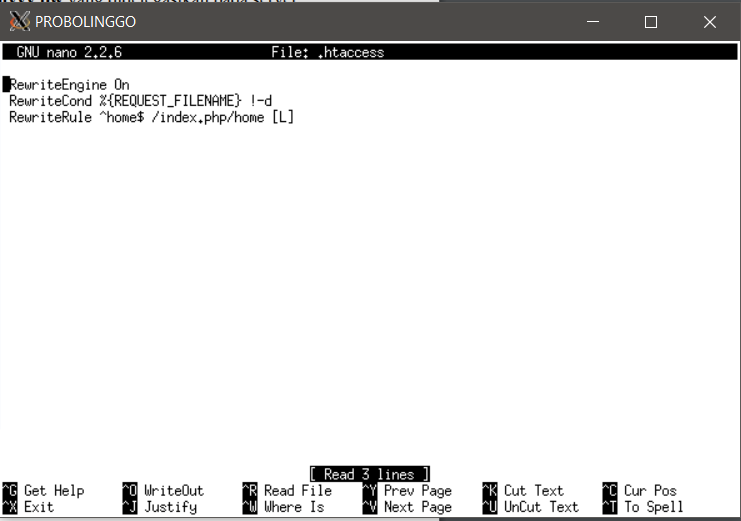 PROBOLINGGO
GNU nano 2.2.6 File: .htaccess
RewriteEngine On
RewriteCond %{REQUEST_FILENAME} !-d
RewriteRule ^home$ /index.php/home [L]
[ Read 3 lines ]
^G Get Help ^O WriteOut ^R Read File ^Y Prev Page ^K Cut Text ^C Cur Pos
^X Exit ^J Justify ^W Where Is ^V Next Page ^U UnCut Text ^T To Spell